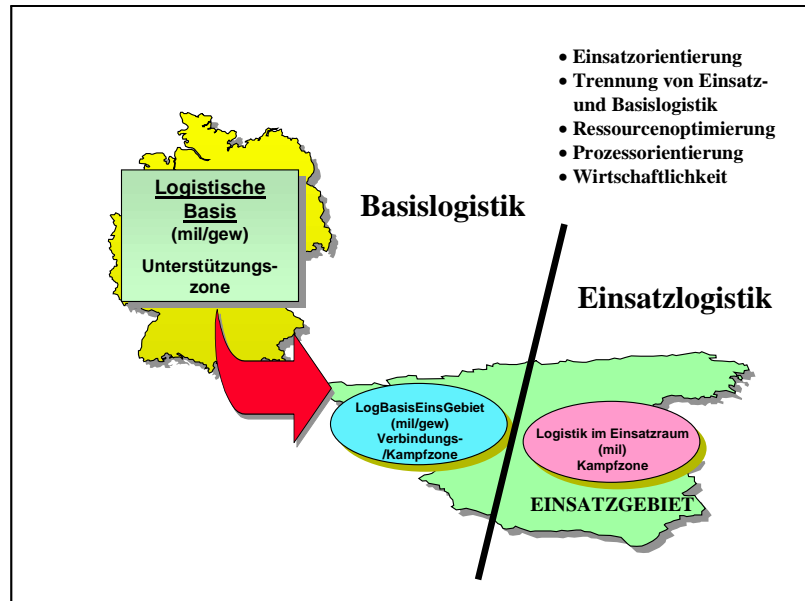 • Einsatzorientierung
• Trennung von Einsatz-
und Basislogistik
• Ressourcenoptimierung
• Prozessorientierung
• Wirtschaftlichkeit
Logistische
Basis
(mil/gew)
Unterstützungs-
zone
Basislogistik
Einsatzlogistik
LogBasisEinsGebiet
(mil/gew)
Verbindungs-
/Kampfzone
Logistik im Einsatzraum
(mil)
Kampfzone
EINSATZGEBIET